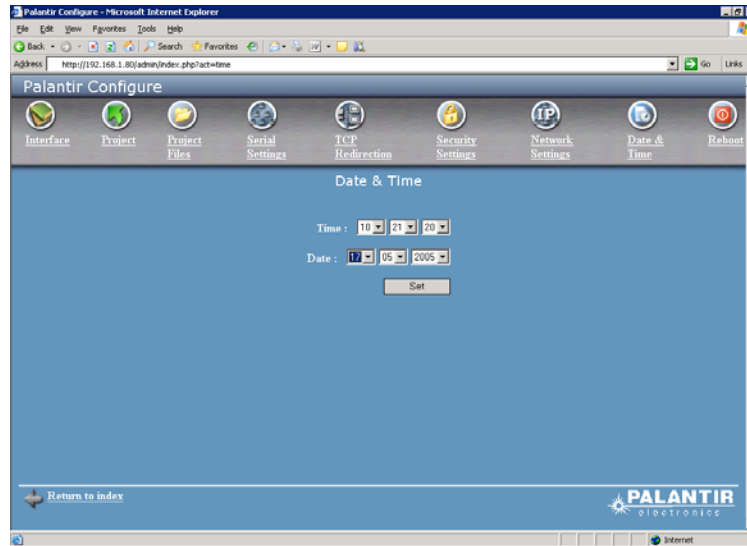 Palantir Configure - Microsoft Internet Explorer
File Edit View Favorites Tools Help
Back Search Favorites
Address http://192.168.1.80/admin/index.php?act=time Go Links
Palantir Configure
Interface Project Project Files Serial Settings TCP Redirection Security Settings IP Network Settings Date & Time Reboot
Date & Time
Time : 10 21 20
Date : 17 05 2005
Set
Return to index
PALANTIR
electronics
Internet